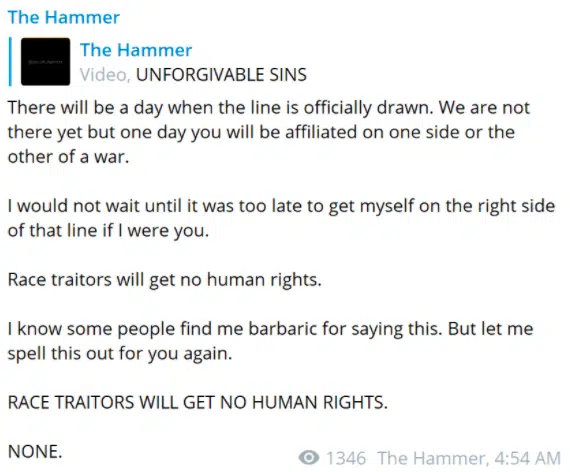 The Hammer
The Hammer
Video, UNFORGIVABLE SINS
There will be a day when the line is officially drawn. We are not
there yet but one day you will be affiliated on one side or the
other of a war.
I would not wait until it was too late to get myself on the right side
of that line if I were you.
Race traitors will get no human rights.
I know some people find me barbaric for saying this. But let me
spell this out for you again.
RACE TRAITORS WILL GET NO HUMAN RIGHTS.
NONE.
1346 The Hammer, 4:54 AM